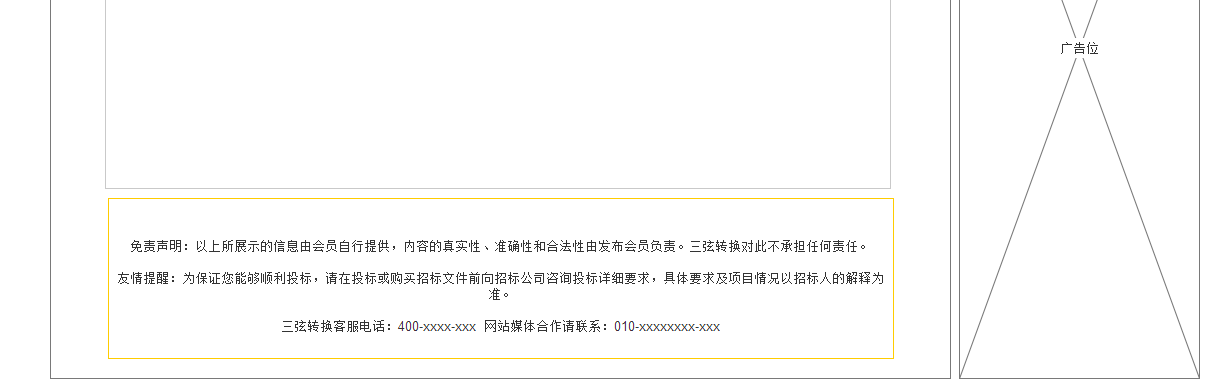 广告位
免责声明：以上所展示的信息由会员自行提供，内容的真实性、准确性和合法性由发布会员负责。三弦转换对此不承担任何责任。
友情提醒：为保证您能够顺利投标，请在投标或购买招标文件前向招标公司咨询投标详细要求，具体要求及项目情况以招标人的解释为
准。
三弦转换客服电话：400-xxxx-xxx 网站媒体合作请联系：010-xxxxxxxx-xxx